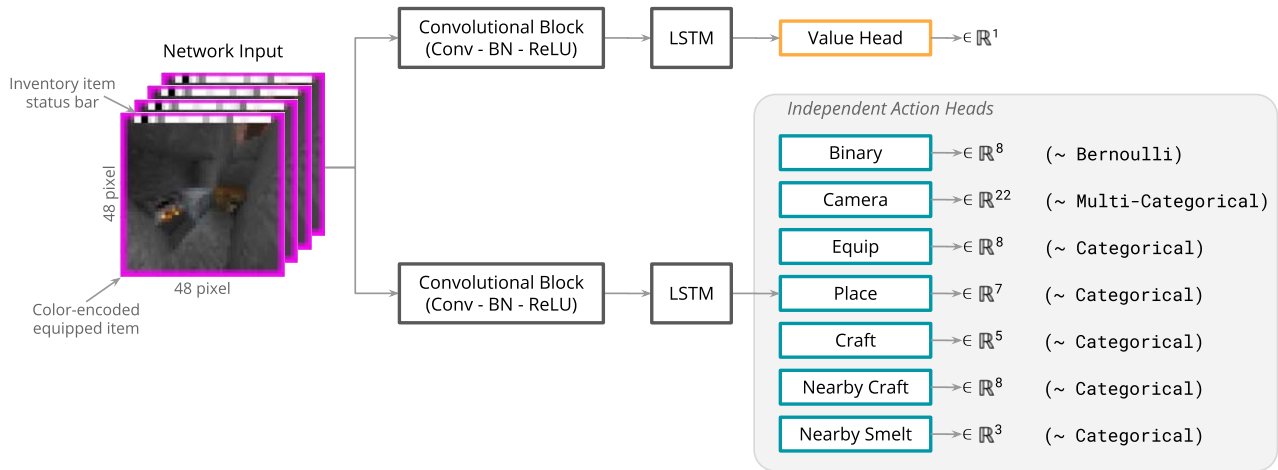 Network Input
Inventory item
status bar
48 pixel
48 pixel
Color-encoded
equipped item
Convolutional Block
(Conv - BN - ReLU)
LSTM
Value Head
∈ ℝ¹
Convolutional Block
(Conv - BN - ReLU)
LSTM
Independent Action Heads
Binary ∈ ℝ⁸ (~ Bernoulli)
Camera ∈ ℝ²² (~ Multi-Categorical)
Equip ∈ ℝ⁸ (~ Categorical)
Place ∈ ℝ⁷ (~ Categorical)
Craft ∈ ℝ⁵ (~ Categorical)
Nearby Craft ∈ ℝ⁸ (~ Categorical)
Nearby Smelt ∈ ℝ³ (~ Categorical)